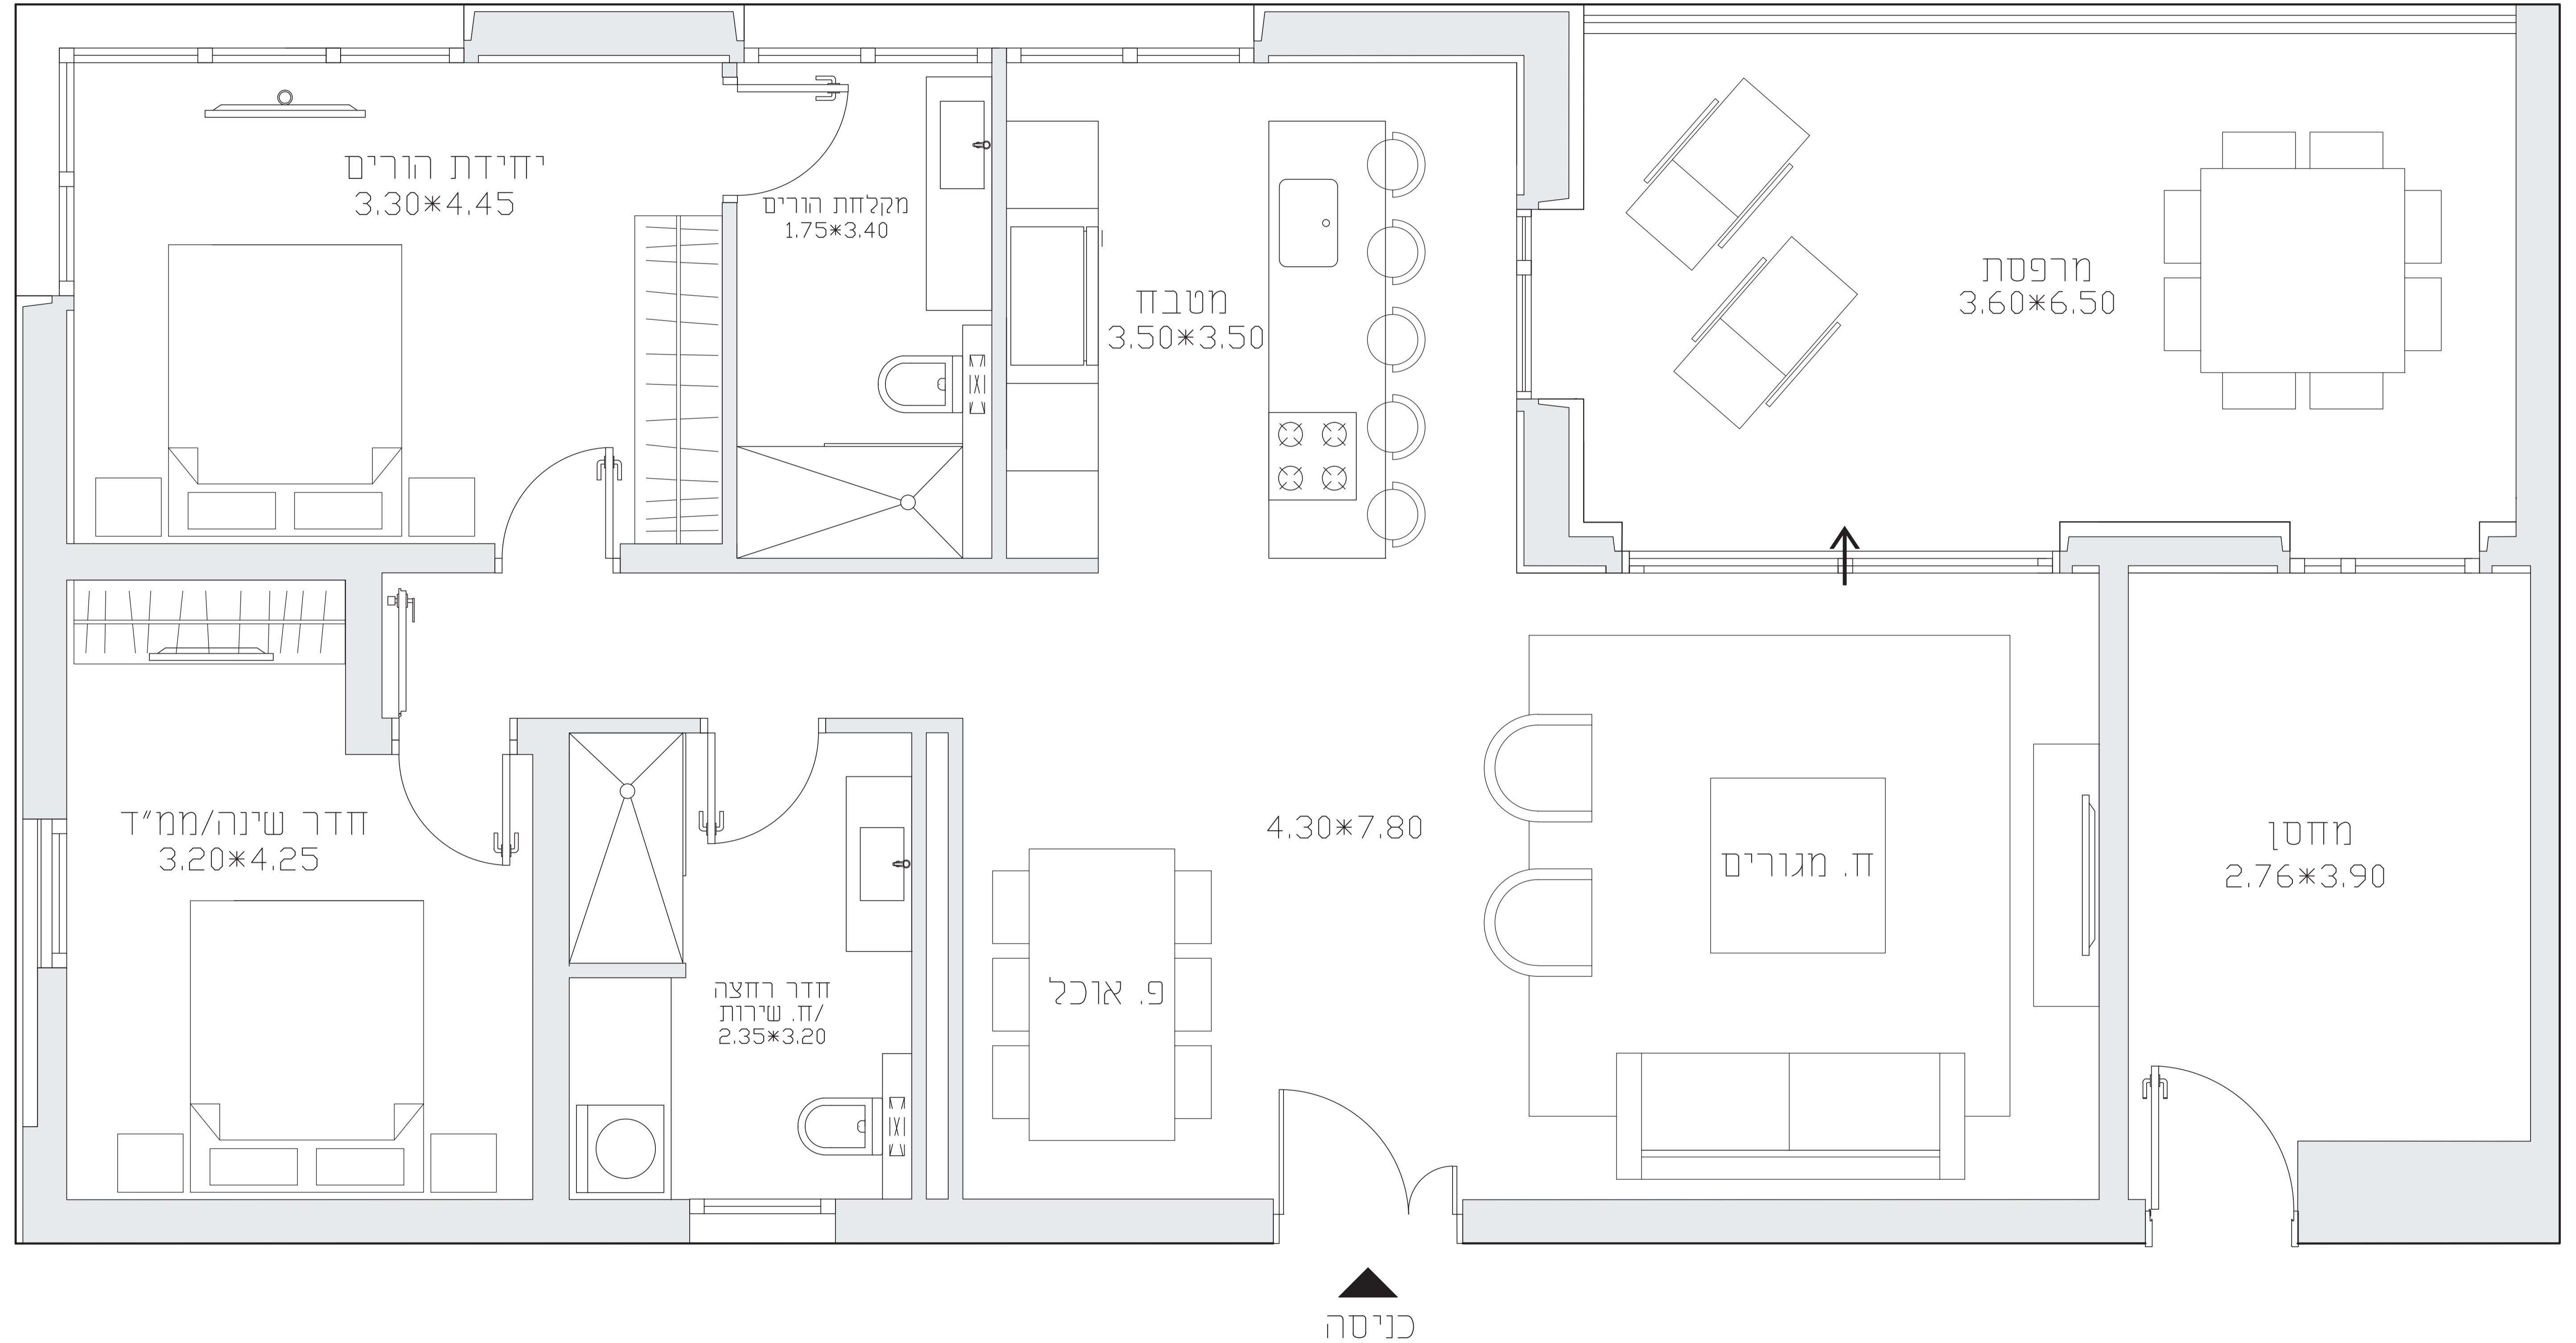 יחידת הורים
3.30*4.45
מקלחת הורים
1.75*3.40
מטבח
3.50*3.50
מרפסת
3.60*6.50
חדר שינה/ממ״ד
3.20*4.25
חדר רחצה
/ח. שירות
2.35*3.20
פ. אוכל
4.30*7.80
ח. מגורים
מחסן
2.76*3.90
כניסה